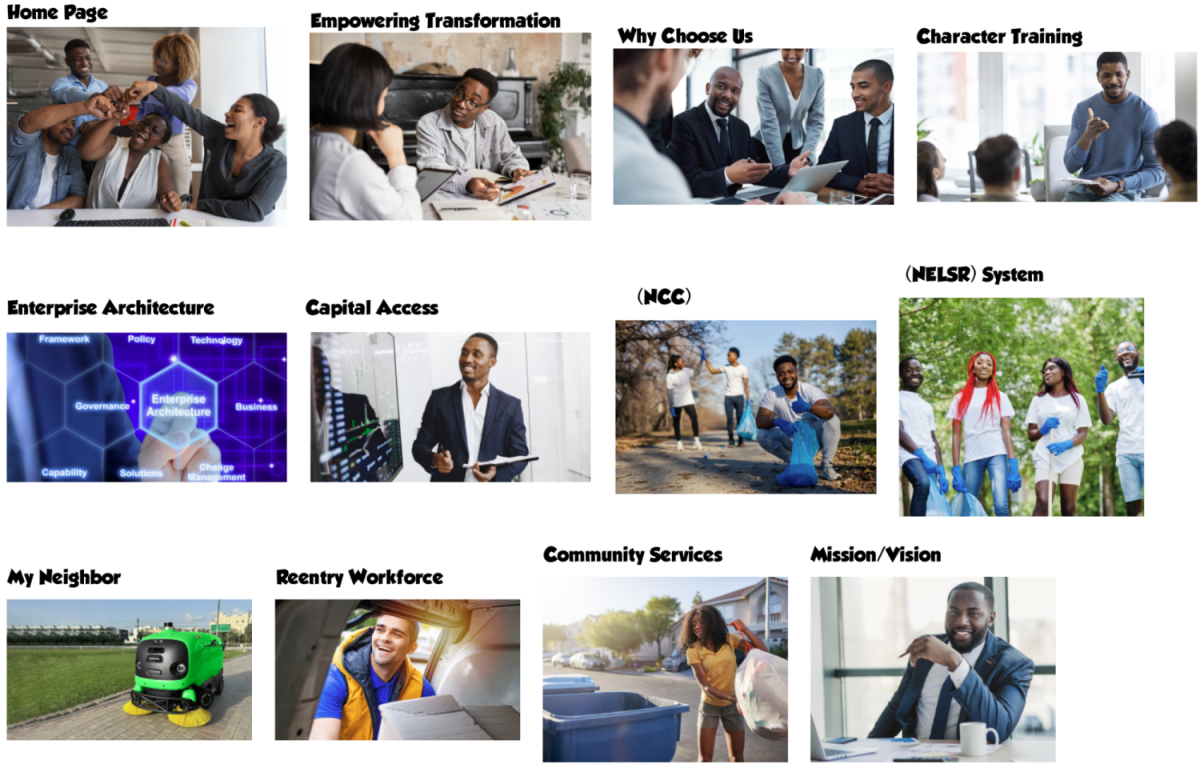 Home Page
Empowering Transformation
Why Choose Us
Character Training
Enterprise Architecture
Capital Access
(NCC)
(NELSR) System
Framework
Policy
Technology
Governance
Enterprise
Architecture
Business
Capability
Solutions
Change
Management
My Neighbor
Reentry Workforce
Community Services
Mission/Vision